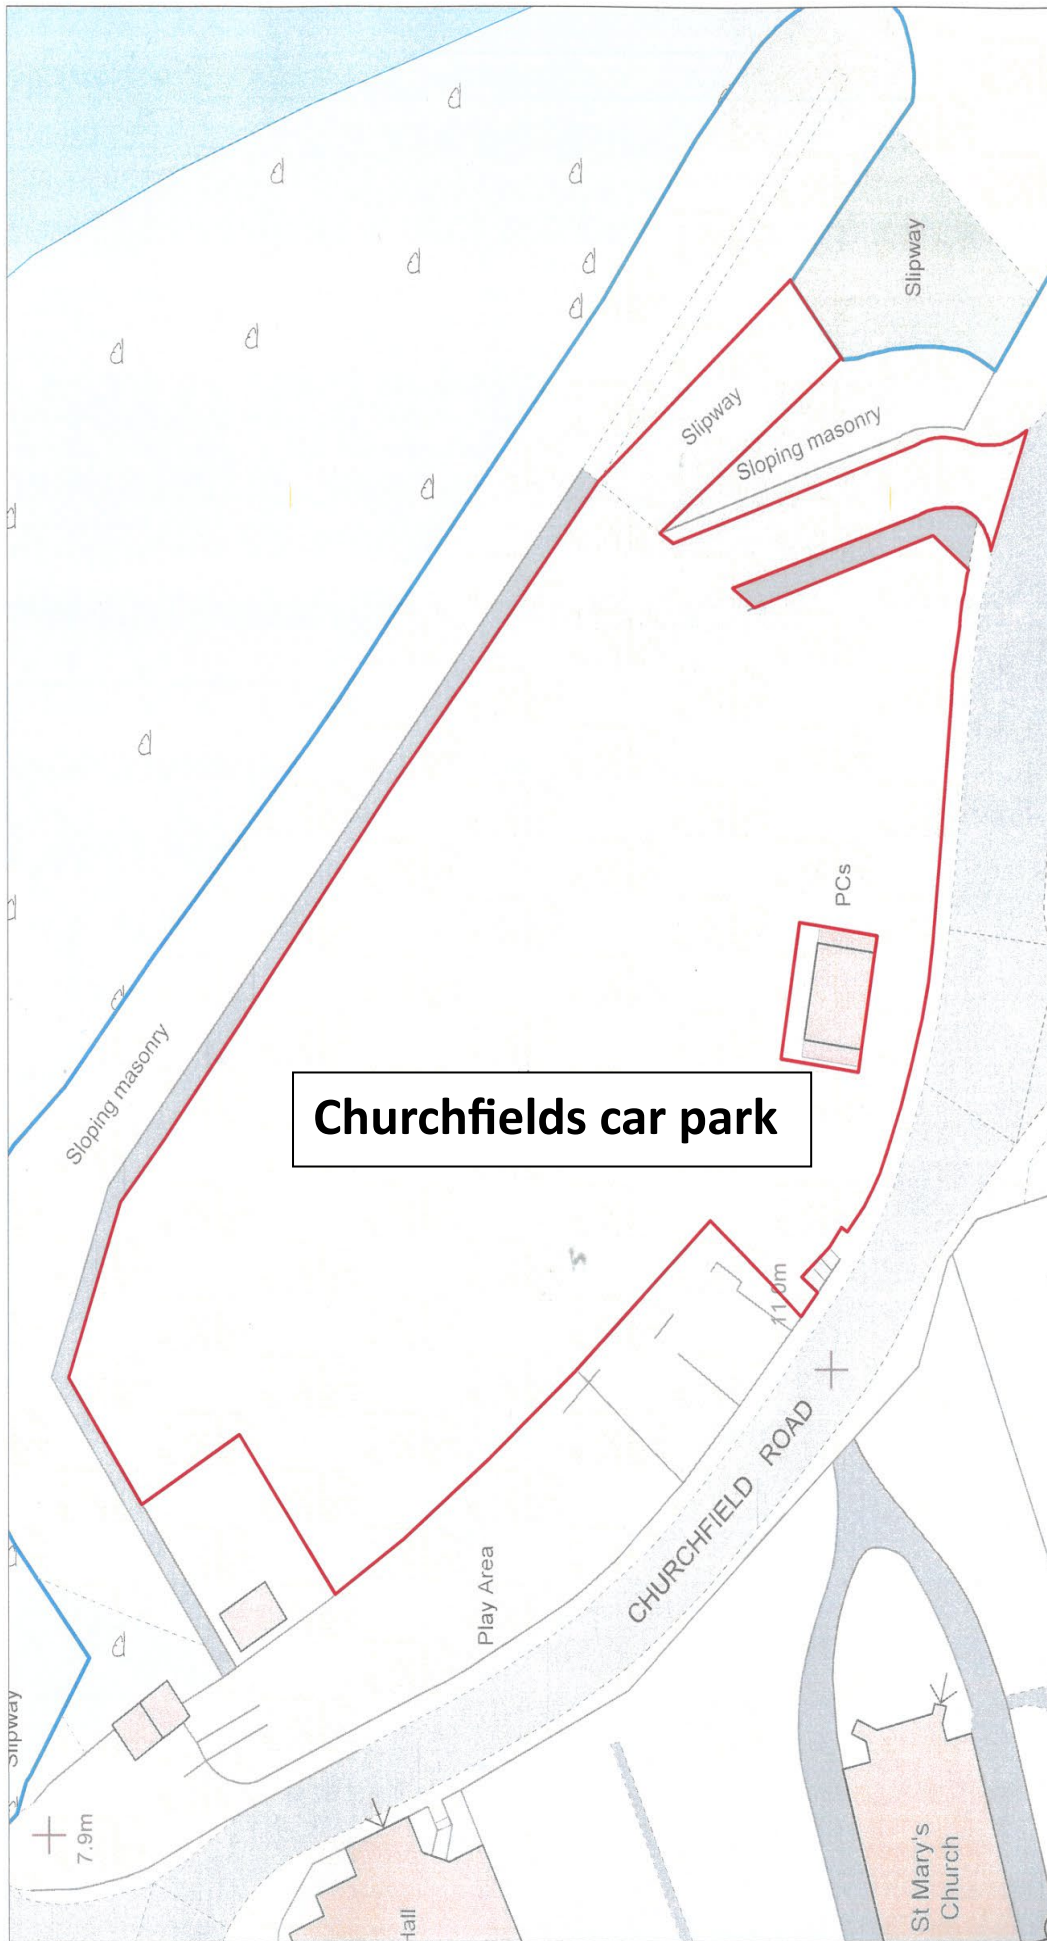 Slipway
Slipway
Sloping masonry
PCs
Sloping masonry
Churchfields car park
11.0m
CHURCHFIELD ROAD
Play Area
Slipway
7.9m
Hall
St Mary's
Church